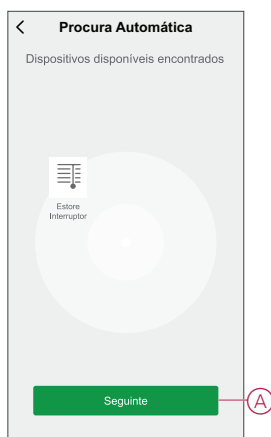 Procura Automática
Dispositivos disponíveis encontrados
Estore
Interruptor
Seguinte
A